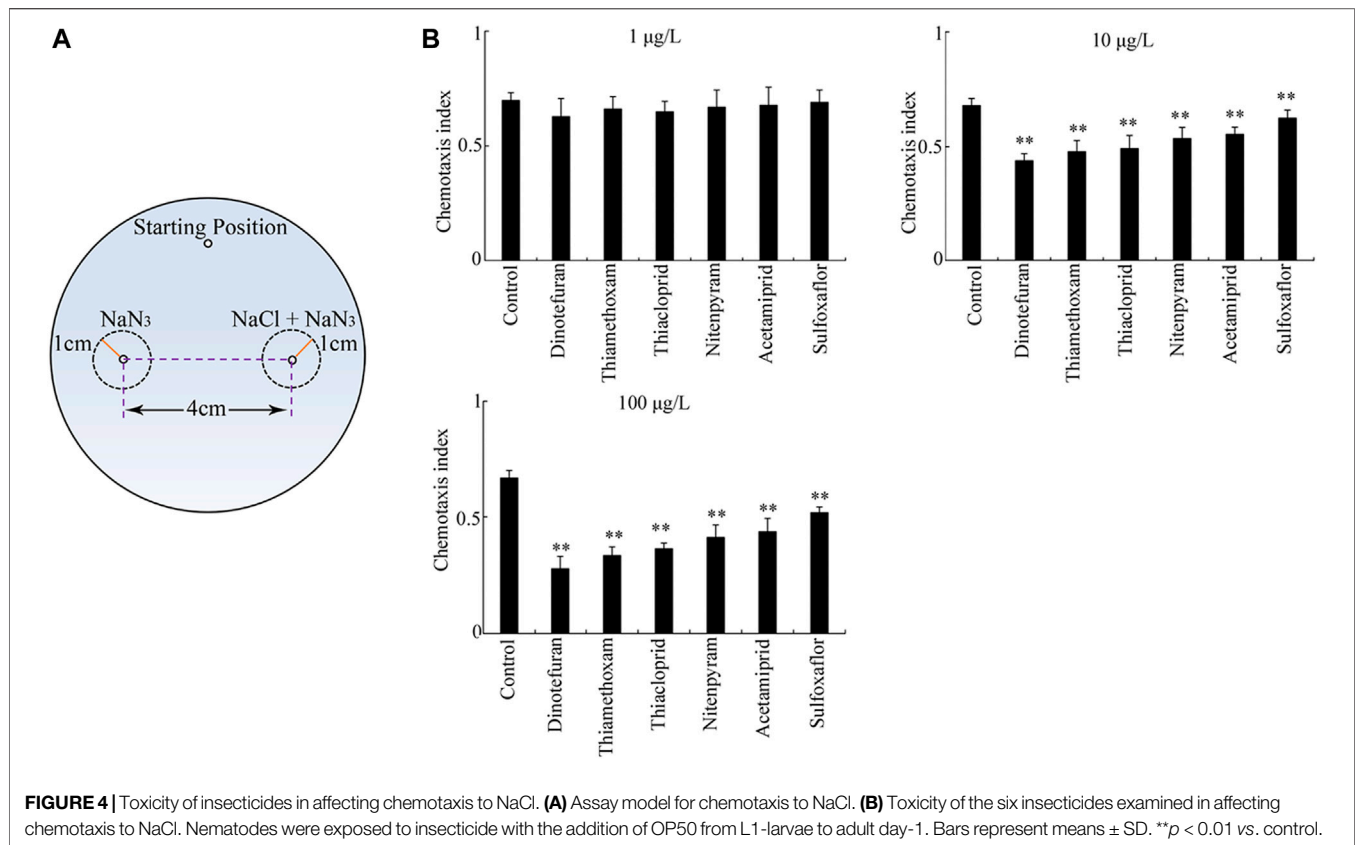 A
Starting Position
NaN3
NaCl + NaN3
1cm
1cm
4cm
B
1 µg/L
Chemotaxis index
1
0.5
0
Control
Dinotefuran
Thiamethoxam
Thiacloprid
Nitenpyram
Acetamiprid
Sulfoxaflor
10 µg/L
Chemotaxis index
1
0.5
0
**
**
**
**
**
**
Control
Dinotefuran
Thiamethoxam
Thiacloprid
Nitenpyram
Acetamiprid
Sulfoxaflor
100 µg/L
Chemotaxis index
1
0.5
0
**
**
**
**
**
**
Control
Dinotefuran
Thiamethoxam
Thiacloprid
Nitenpyram
Acetamiprid
Sulfoxaflor
FIGURE 4 | Toxicity of insecticides in affecting chemotaxis to NaCl. (A) Assay model for chemotaxis to NaCl. (B) Toxicity of the six insecticides examined in affecting
chemotaxis to NaCl. Nematodes were exposed to insecticide with the addition of OP50 from L1-larvae to adult day-1. Bars represent means ± SD. **p < 0.01 vs. control.